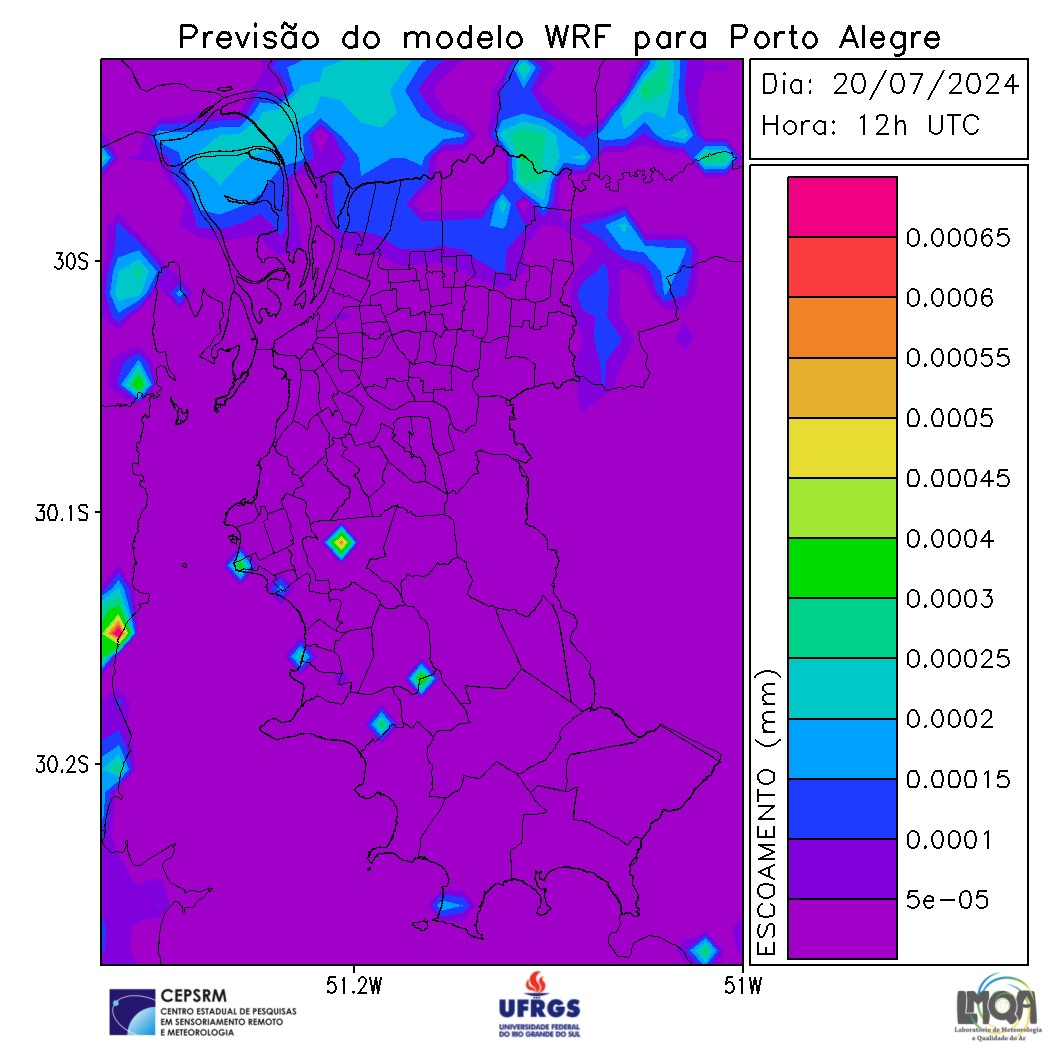 Previsão do modelo WRF para Porto Alegre
Dia: 20/07/2024
Hora: 12h UTC
30S
30.1S
30.2S
51.2W
51W
ESCOAMENTO (mm)
0.00065
0.0006
0.00055
0.0005
0.00045
0.0004
0.0003
0.00025
0.0002
0.00015
0.0001
5e-05
CEPSRM
CENTRO ESTADUAL DE PESQUISAS
EM SENSORIAMENTO REMOTO
E METEOROLOGIA
UFRGS
UNIVERSIDADE FEDERAL
DO RIO GRANDE DO SUL
LMQA
Laboratório de Meteorologia
e Qualidade do Ar